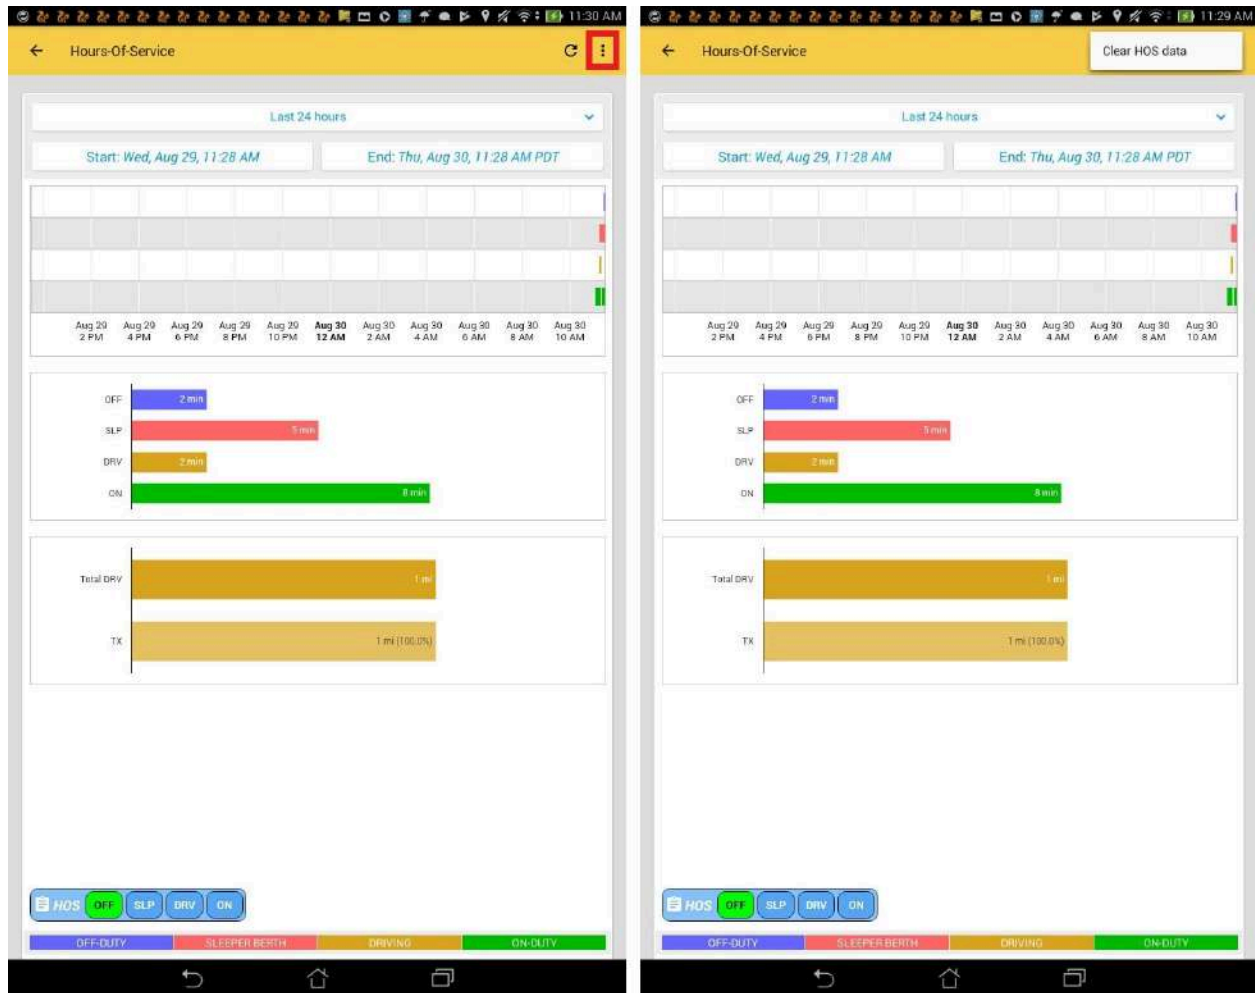 11:30 AM
Hours-Of-Service
Last 24 hours
Start: Wed, Aug 29, 11:28 AM
End: Thu, Aug 30, 11:28 AM PDT
Aug 29 Aug 29 Aug 29 Aug 29 Aug 29 Aug 30 Aug 30 Aug 30 Aug 30 Aug 30 Aug 30
2 PM 4 PM 6 PM 8 PM 10 PM 12 AM 2 AM 4 AM 6 AM 8 AM 10 AM
OFF 2 min
SLP 5 min
DRV 2 min
ON 8 min
Total DRV 1 mi
TX 1 mi (100.0%)
HOS OFF SLP DRV ON
OFF-DUTY SLEEPER BERTH DRIVING ON-DUTY
11:29 AM
Hours-Of-Service
Clear HOS data
Last 24 hours
Start: Wed, Aug 29, 11:28 AM
End: Thu, Aug 30, 11:28 AM PDT
Aug 29 Aug 29 Aug 29 Aug 29 Aug 29 Aug 30 Aug 30 Aug 30 Aug 30 Aug 30 Aug 30
2 PM 4 PM 6 PM 8 PM 10 PM 12 AM 2 AM 4 AM 6 AM 8 AM 10 AM
OFF 2 min
SLP 5 min
DRV 2 min
ON 8 min
Total DRV 1 mi
TX 1 mi (100.0%)
HOS OFF SLP DRV ON
OFF-DUTY SLEEPER BERTH DRIVING ON-DUTY